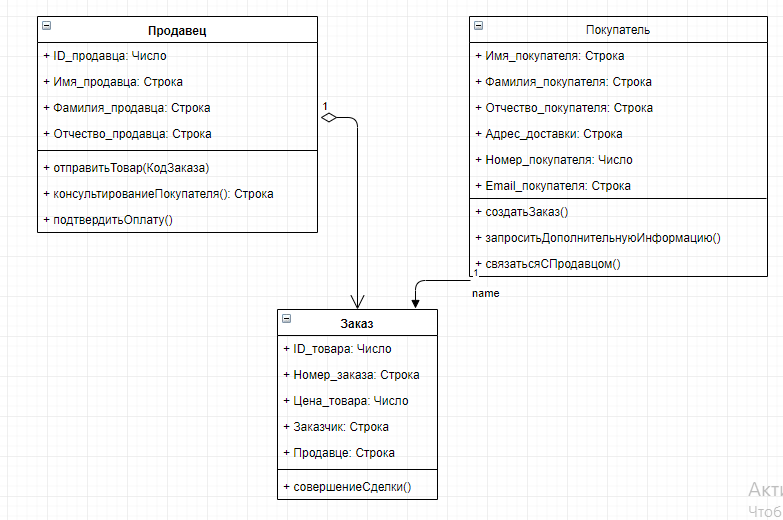 Продавец
+ ID_продавца: Число
+ Имя_продавца: Строка
+ Фамилия_продавца: Строка
+ Отчество_продавца: Строка
+ отправитьТовар(КодЗаказа)
+ консультированиеПокупателя(): Строка
+ подтвердитьОплату()
1
Покупатель
+ Имя_покупателя: Строка
+ Фамилия_покупателя: Строка
+ Отчество_покупателя: Строка
+ Адрес_доставки: Строка
+ Номер_покупателя: Число
+ Email_покупателя: Строка
+ создатьЗаказ()
+ запроситьДополнительнуюИнформацию()
+ связатьсяСПродавцом()
1
name
Заказ
+ ID_товара: Число
+ Номер_заказа: Строка
+ Цена_товара: Число
+ Заказчик: Строка
+ Продавце: Строка
+ совершениеСделки()
Акти
Чтоб